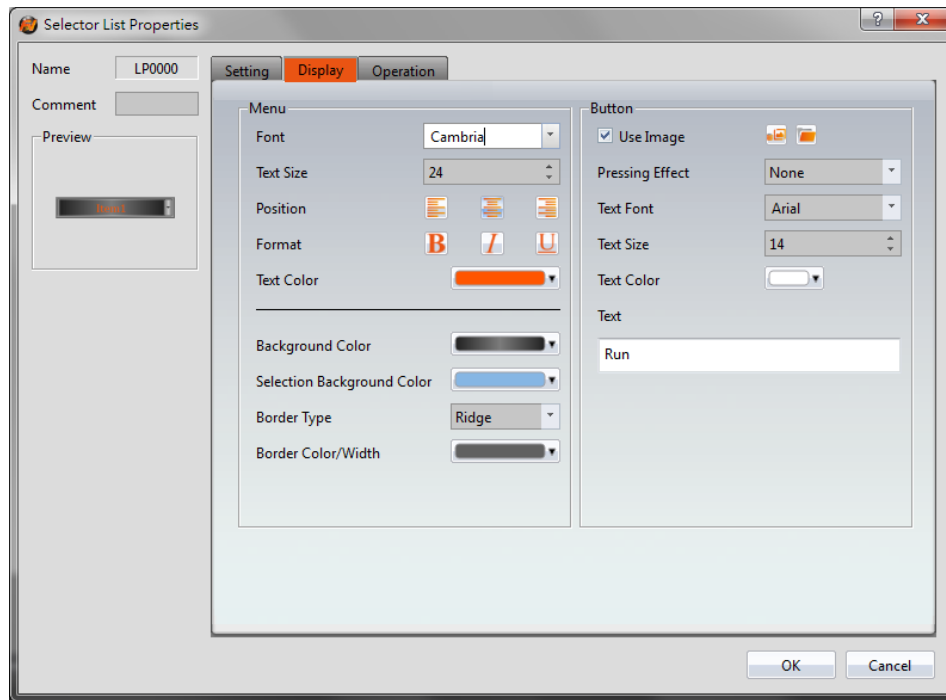 Selector List Properties
Name LP0000
Comment
Preview
Setting Display Operation
Menu
Font Cambria
Text Size 24
Position
Format B I U
Text Color
Background Color
Selection Background Color
Border Type Ridge
Border Color/Width
Button
Use Image
Pressing Effect None
Text Font Arial
Text Size 14
Text Color
Text
Run
OK Cancel